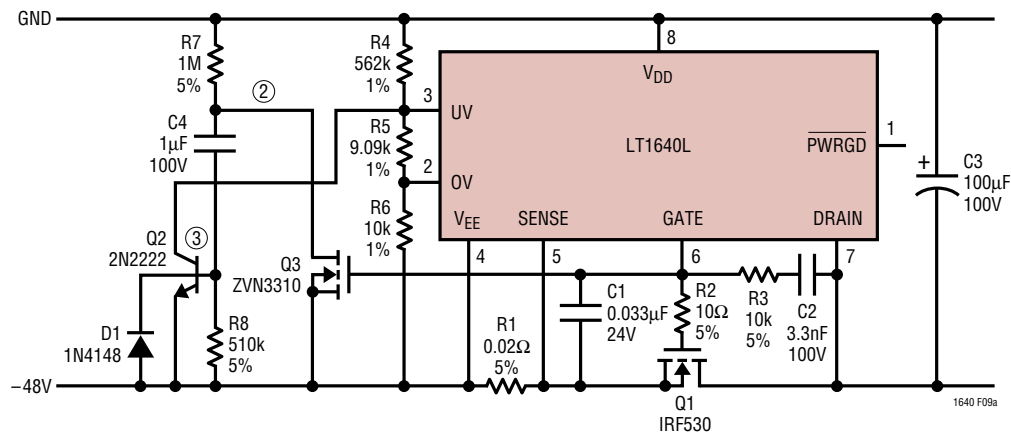 GND
R7
1M
5%
②
C4
1µF
100V
R4
562k
1%
R5
9.09k
1%
R6
10k
1%
3
2
8
V_DD
UV
LT1640L
PWRGD
1
OV
V_EE
SENSE
GATE
DRAIN
4
5
6
7
+
C3
100µF
100V
Q2
2N2222
③
Q3
ZVN3310
D1
1N4148
R8
510k
5%
R1
0.02Ω
5%
C1
0.033µF
24V
R2
10Ω
5%
R3
10k
5%
C2
3.3nF
100V
–48V
Q1
IRF530
1640 F09a